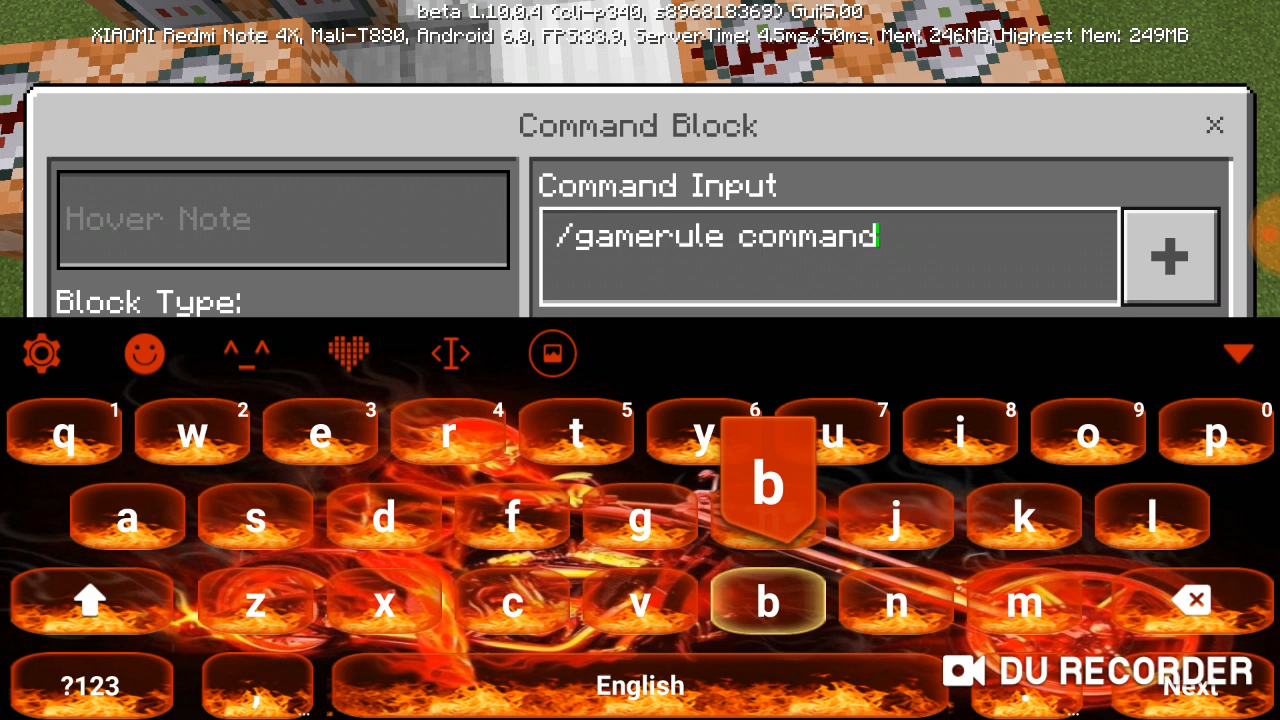 beta 1.10.0.4 (cli-p340, s896818369) Gui:5.00
XIAOMI Redmi Note 4X, Mali-T880, Android 6.0, FPS:33.9, ServerTime: 4.5ms/50ms, Mem: 246MB, Highest Mem: 249MB
Command Block
Hover Note
Command Input
/gamerule command
Block Type:
^_^
1 2 3 4 5 6 7 8 9 0
q w e r t y u i o p
b
a s d f g j k l
z x c v b n m
DU RECORDER
?123 , English . Next